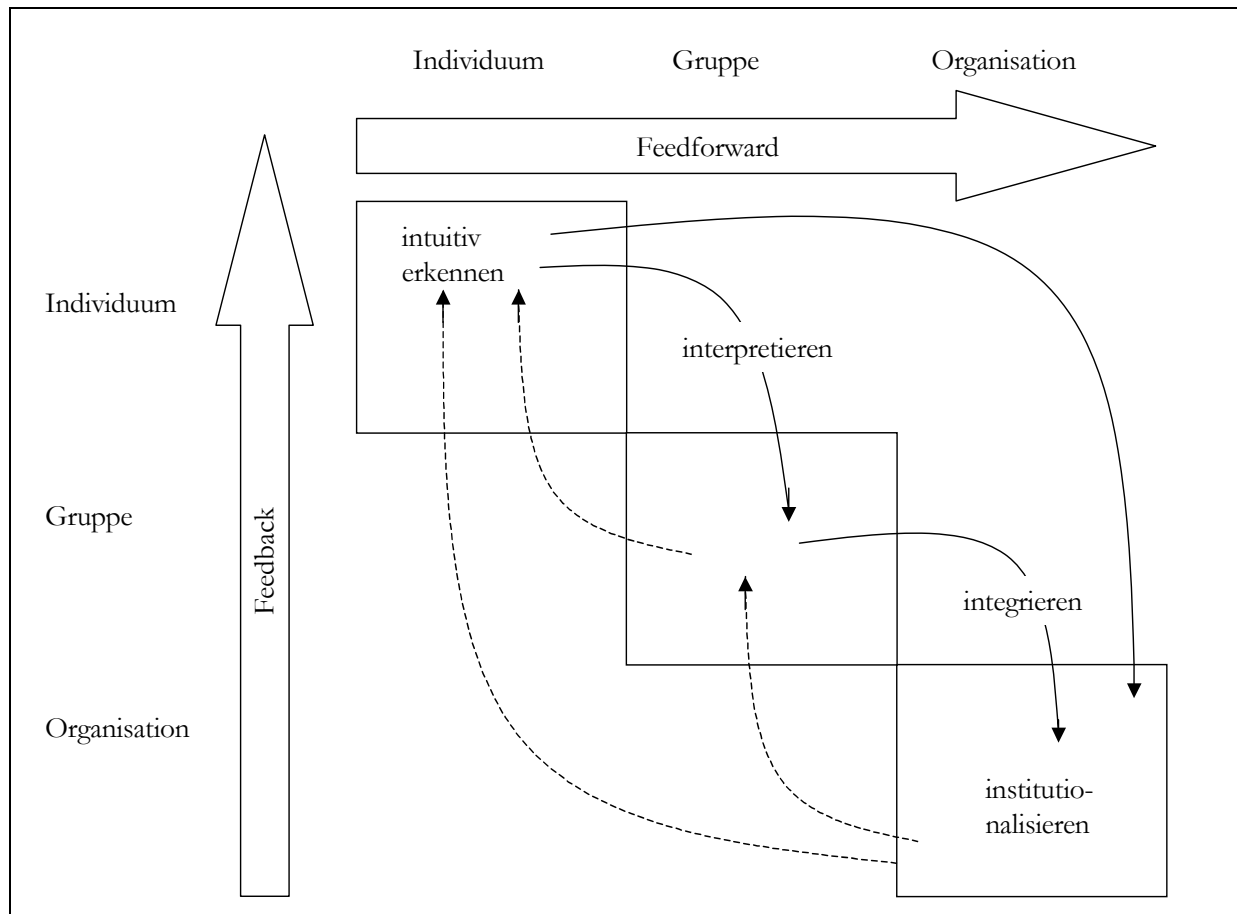 Individuum Gruppe Organisation
Feedforward
intuitiv
erkennen
Individuum
interpretieren
Gruppe
Feedback
integrieren
Organisation
institutio-
nalisieren